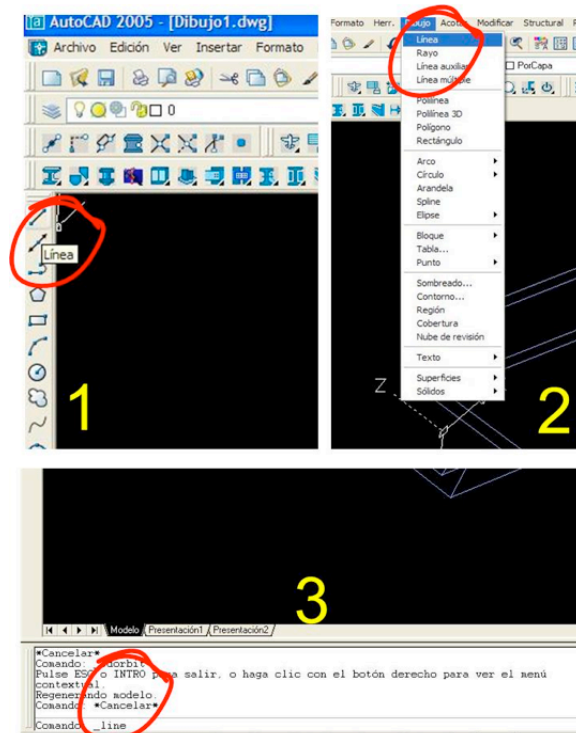 AutoCAD 2005 - [Dibujo1.dwg]
Archivo Edición Ver Insertar Formato
0
Línea
1
Formato Herr. Dibujo Acotar Modificar Structural
PorCapa
Línea
Rayo
Línea auxiliar
Línea múltiple
Polilínea
Polilínea 3D
Polígono
Rectángulo
Arco
Círculo
Arandela
Spline
Elipse
Bloque
Tabla...
Punto
Sombreado...
Contorno...
Región
Cobertura
Nube de revisión
Texto
Superficies
Sólidos
Z
2
3
Modelo Presentación1 Presentación2
*Cancelar*
Comando: dorbit
Pulse ESC o INTRO para salir, o haga clic con el botón derecho para ver el menú
contextual.
Regenerando modelo.
Comando: *Cancelar*
Comando: _line